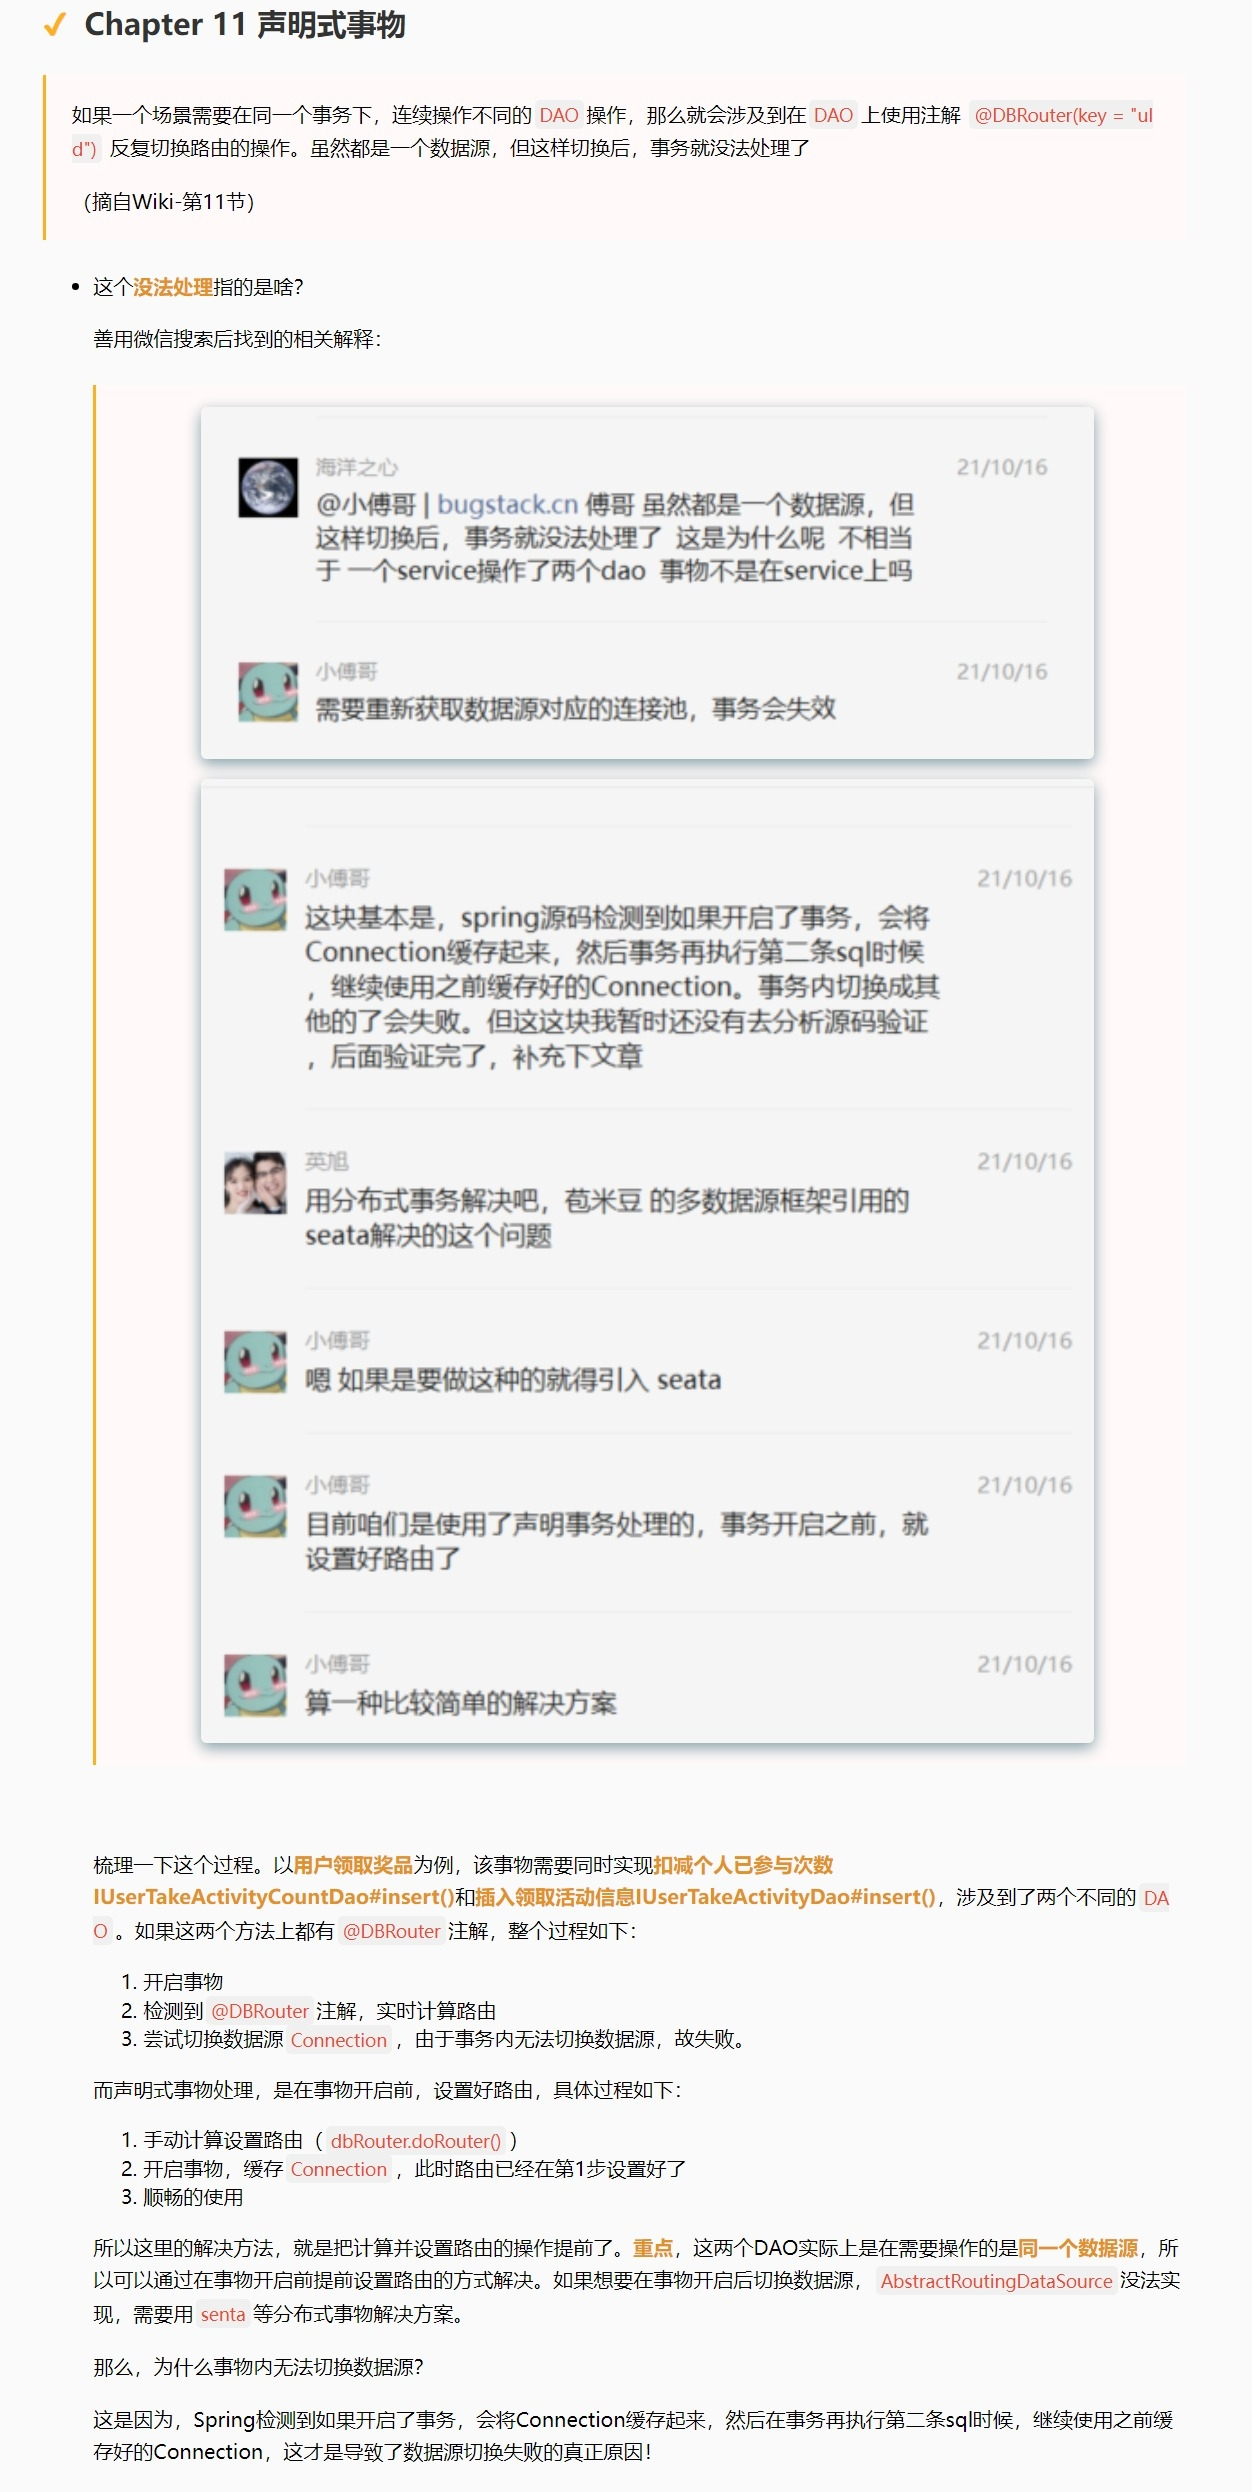 ✔ Chapter 11 声明式事物
如果一个场景需要在同一个事务下，连续操作不同的 DAO 操作，那么就会涉及到在 DAO 上使用注解 @DBRouter(key = "uI
d") 反复切换路由的操作。虽然都是一个数据源，但这样切换后，事务就没法处理了
（摘自Wiki-第11节）
• 这个没法处理指的是啥？
善用微信搜索后找到的相关解释：
海洋之心 21/10/16
@小傅哥 | bugstack.cn 傅哥 虽然都是一个数据源，但
这样切换后，事务就没法处理了 这是为什么呢 不相当
于 一个service操作了两个dao 事物不是在service上吗
小傅哥 21/10/16
需要重新获取数据源对应的连接池，事务会失效
小傅哥 21/10/16
这块基本是，spring源码检测到如果开启了事务，会将
Connection缓存起来，然后事务再执行第二条sql时候
，继续使用之前缓存好的Connection。事务内切换成其
他的了会失败。但这这块我暂时还没有去分析源码验证
，后面验证完了，补充下文章
英旭 21/10/16
用分布式事务解决吧，苞米豆 的多数据源框架引用的
seata解决的这个问题
小傅哥 21/10/16
嗯 如果是要做这种的就得引入 seata
小傅哥 21/10/16
目前咱们是使用了声明事务处理的，事务开启之前，就
设置好路由了
小傅哥 21/10/16
算一种比较简单的解决方案
梳理一下这个过程。以用户领取奖品为例，该事物需要同时实现扣减个人已参与次数
IUserTakeActivityCountDao#insert()和插入领取活动信息IUserTakeActivityDao#insert()，涉及到了两个不同的 DA
O 。如果这两个方法上都有 @DBRouter 注解，整个过程如下：
1. 开启事物
2. 检测到 @DBRouter 注解，实时计算路由
3. 尝试切换数据源 Connection ，由于事务内无法切换数据源，故失败。
而声明式事物处理，是在事物开启前，设置好路由，具体过程如下：
1. 手动计算设置路由（ dbRouter.doRouter() ）
2. 开启事物，缓存 Connection ，此时路由已经在第1步设置好了
3. 顺畅的使用
所以这里的解决方法，就是把计算并设置路由的操作提前了。重点，这两个DAO实际上是在需要操作的是同一个数据源，所
以可以通过在事物开启前提前设置路由的方式解决。如果想要在事物开启后切换数据源， AbstractRoutingDataSource 没法实
现，需要用 senta 等分布式事物解决方案。
那么，为什么事物内无法切换数据源？
这是因为，Spring检测到如果开启了事务，会将Connection缓存起来，然后在事务再执行第二条sql时候，继续使用之前缓
存好的Connection，这才是导致了数据源切换失败的真正原因！